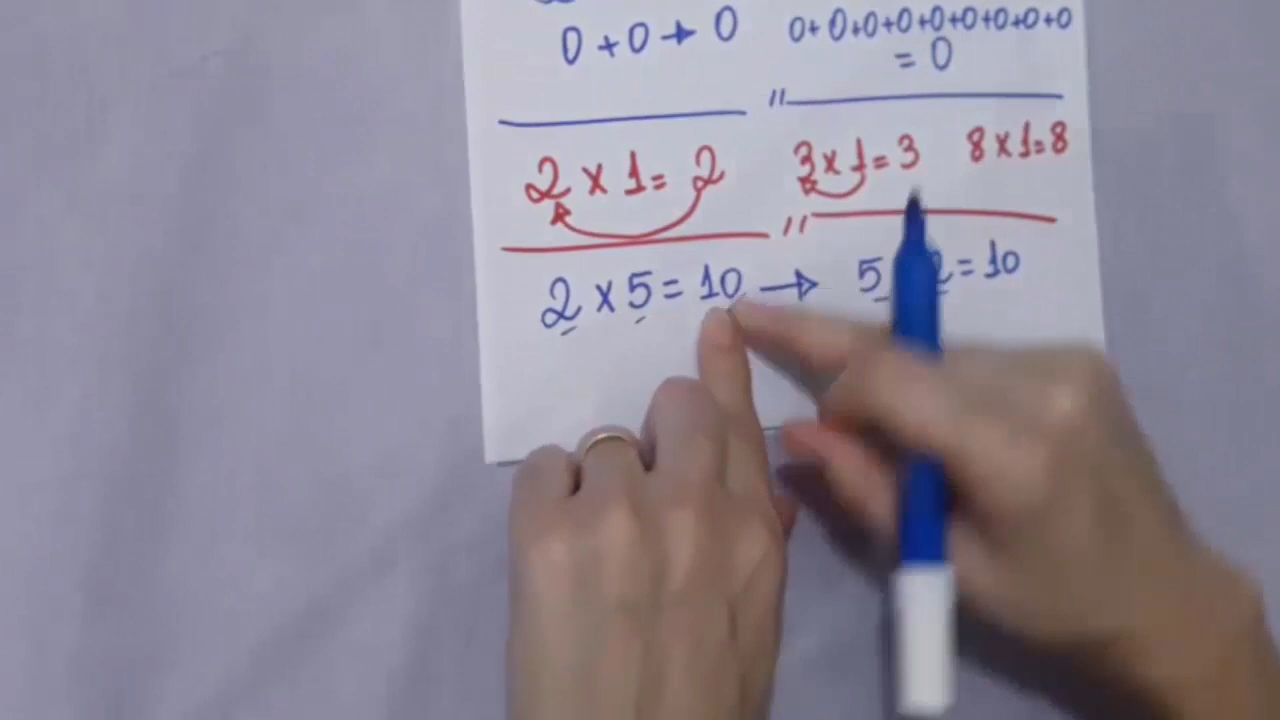 0 + 0 → 0
0+0+0+0+0+0+0+0+0
= 0
"
2 x 1 = 2
3 x 1 = 3
8 x 1 = 8
"
2 x 5 = 10 → 5 2 = 10